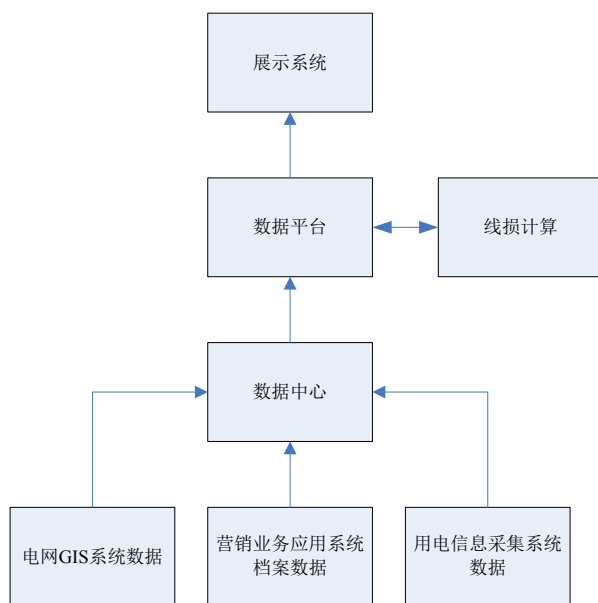 展示系统
数据平台
线损计算
数据中心
电网GIS系统数据
营销业务应用系统
档案数据
用电信息采集系统
数据